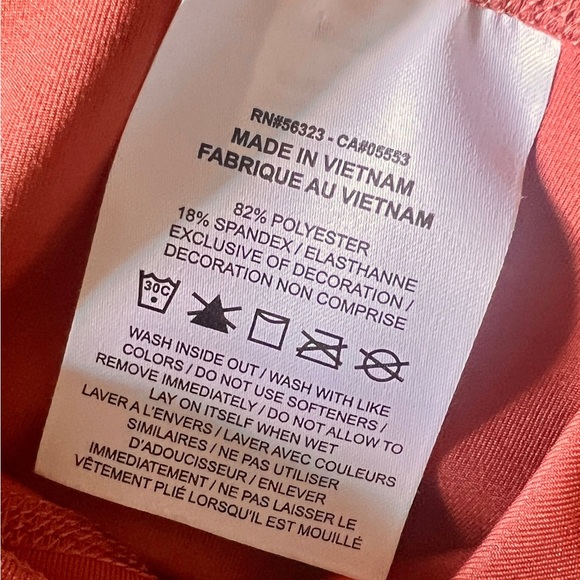 RN#56323 - CA#05553
MADE IN VIETNAM
FABRIQUE AU VIETNAM
82% POLYESTER
18% SPANDEX / ELASTHANNE
EXCLUSIVE OF DECORATION /
DECORATION NON COMPRISE
30C
WASH INSIDE OUT / WASH WITH LIKE
COLORS / DO NOT USE SOFTENERS /
REMOVE IMMEDIATELY / DO NOT ALLOW TO
LAY ON ITSELF WHEN WET
LAVER A L'ENVERS / LAVER AVEC COULEURS
SIMILAIRES / NE PAS UTILISER
D'ADOUCISSEUR / ENLEVER
IMMEDIATEMENT / NE PAS LAISSER LE
VÊTEMENT PLIÉ LORSQU'IL EST MOUILLÉ